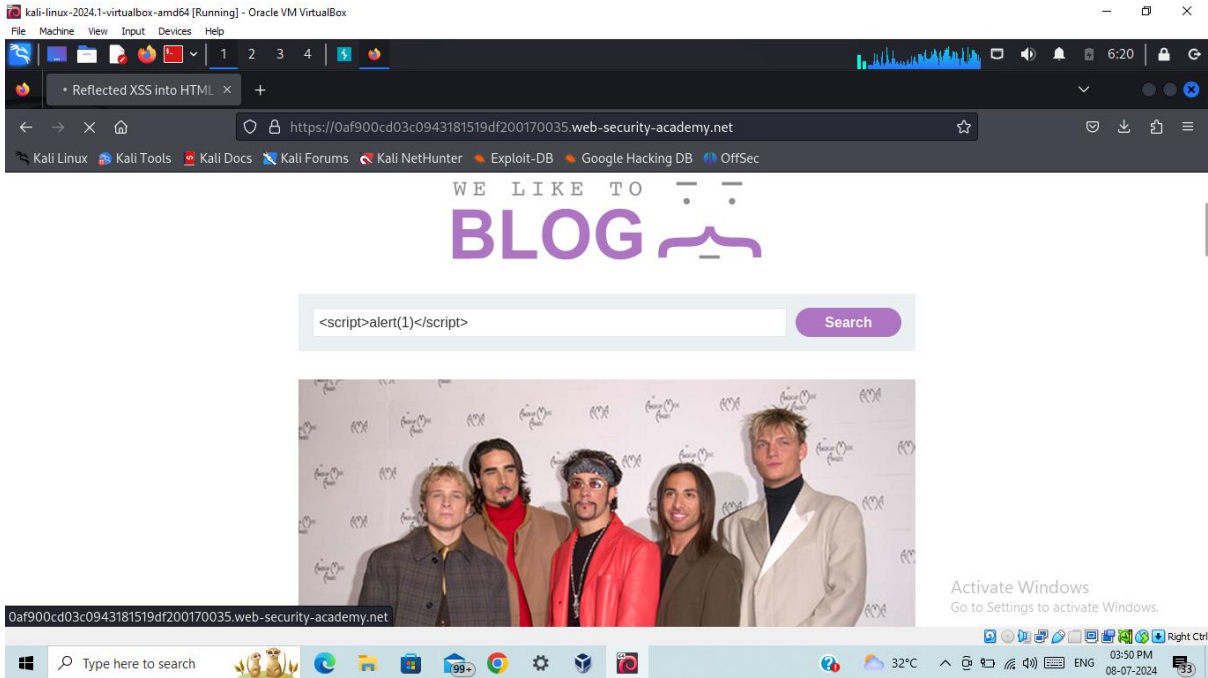 kali-linux-2024.1-virtualbox-amd64 [Running] - Oracle VM VirtualBox
File Machine View Input Devices Help
1 2 3 4 6:20
• Reflected XSS into HTML
https://0af900cd03c0943181519df200170035.web-security-academy.net
Kali Linux Kali Tools Kali Docs Kali Forums Kali NetHunter Exploit-DB Google Hacking DB OffSec
WE LIKE TO
BLOG
<script>alert(1)</script> Search
Activate Windows
Go to Settings to activate Windows.
0af900cd03c0943181519df200170035.web-security-academy.net
Right Ctrl
Type here to search 99+ 32°C ENG 03:50 PM
08-07-2024 33